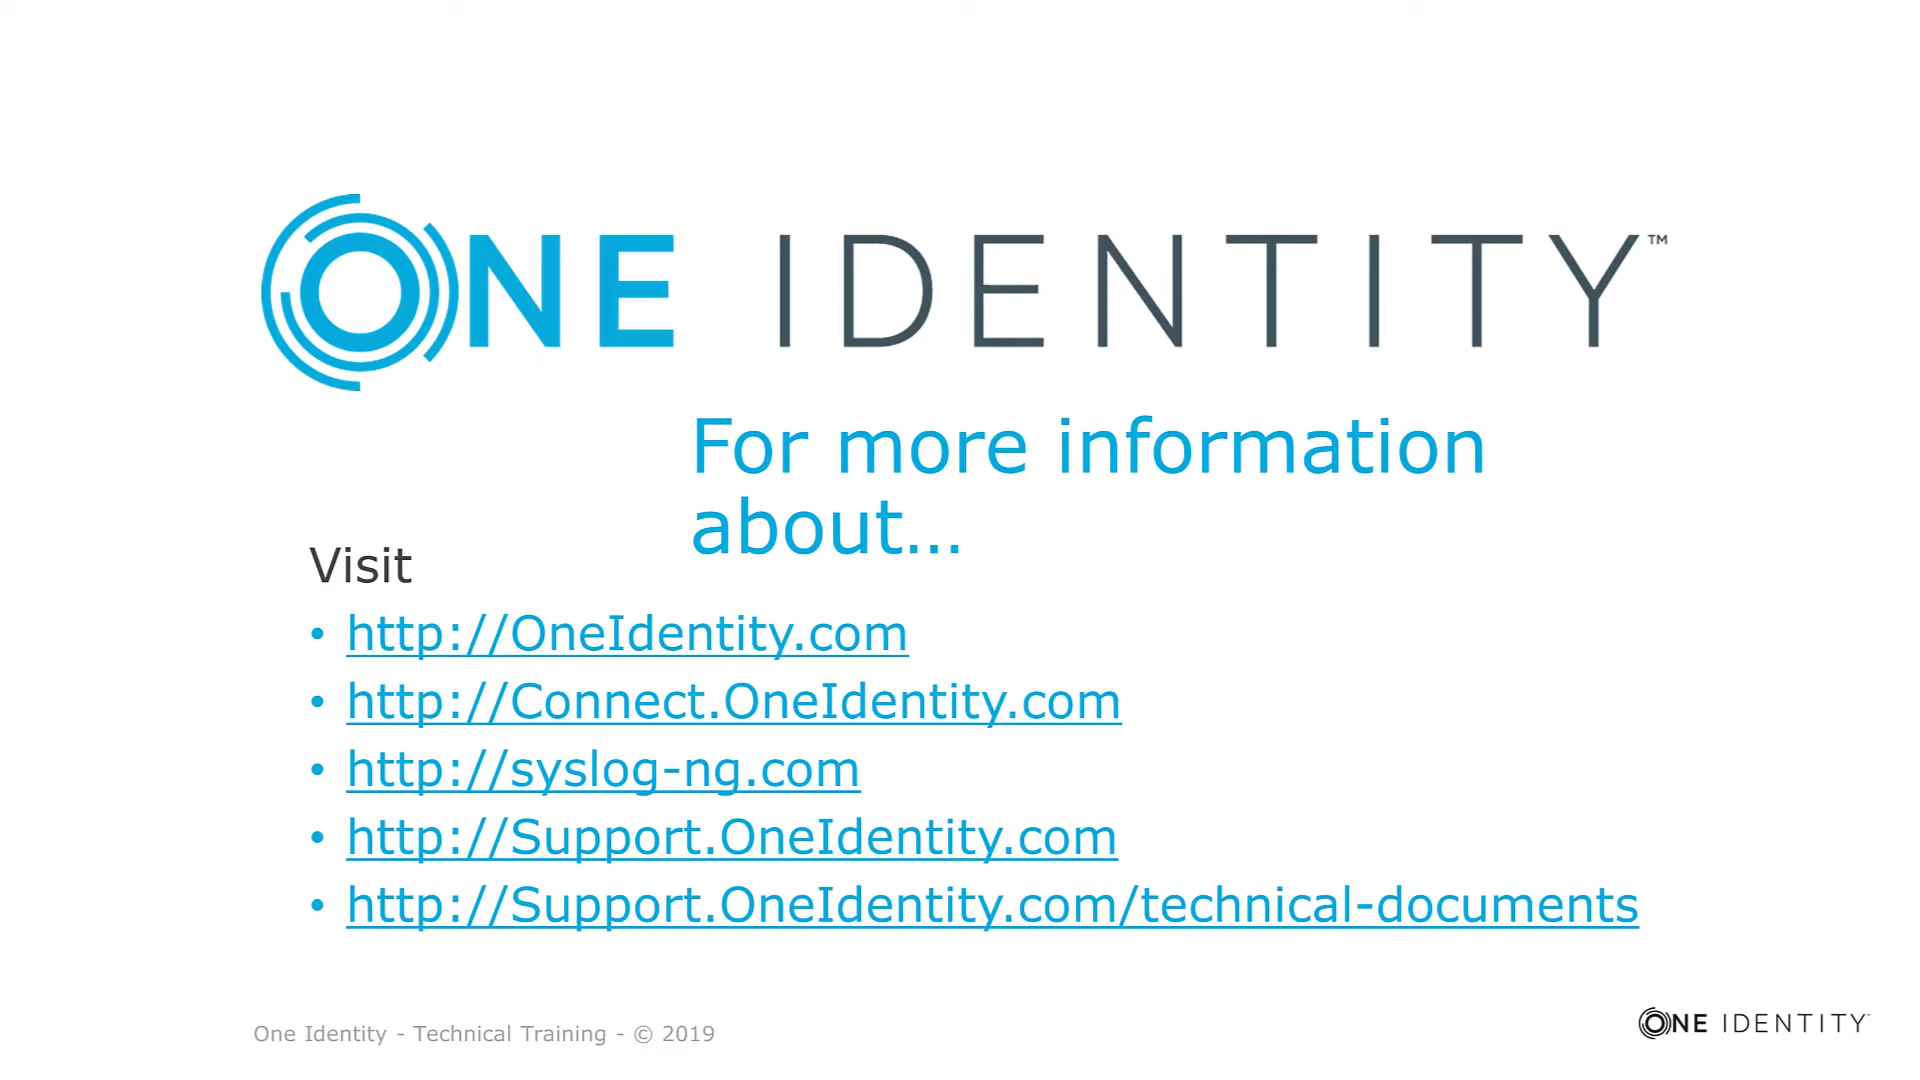 ONE IDENTITY™
For more information
about...
Visit
• http://OneIdentity.com
• http://Connect.OneIdentity.com
• http://syslog-ng.com
• http://Support.OneIdentity.com
• http://Support.OneIdentity.com/technical-documents
One Identity - Technical Training - © 2019
ONE IDENTITY™